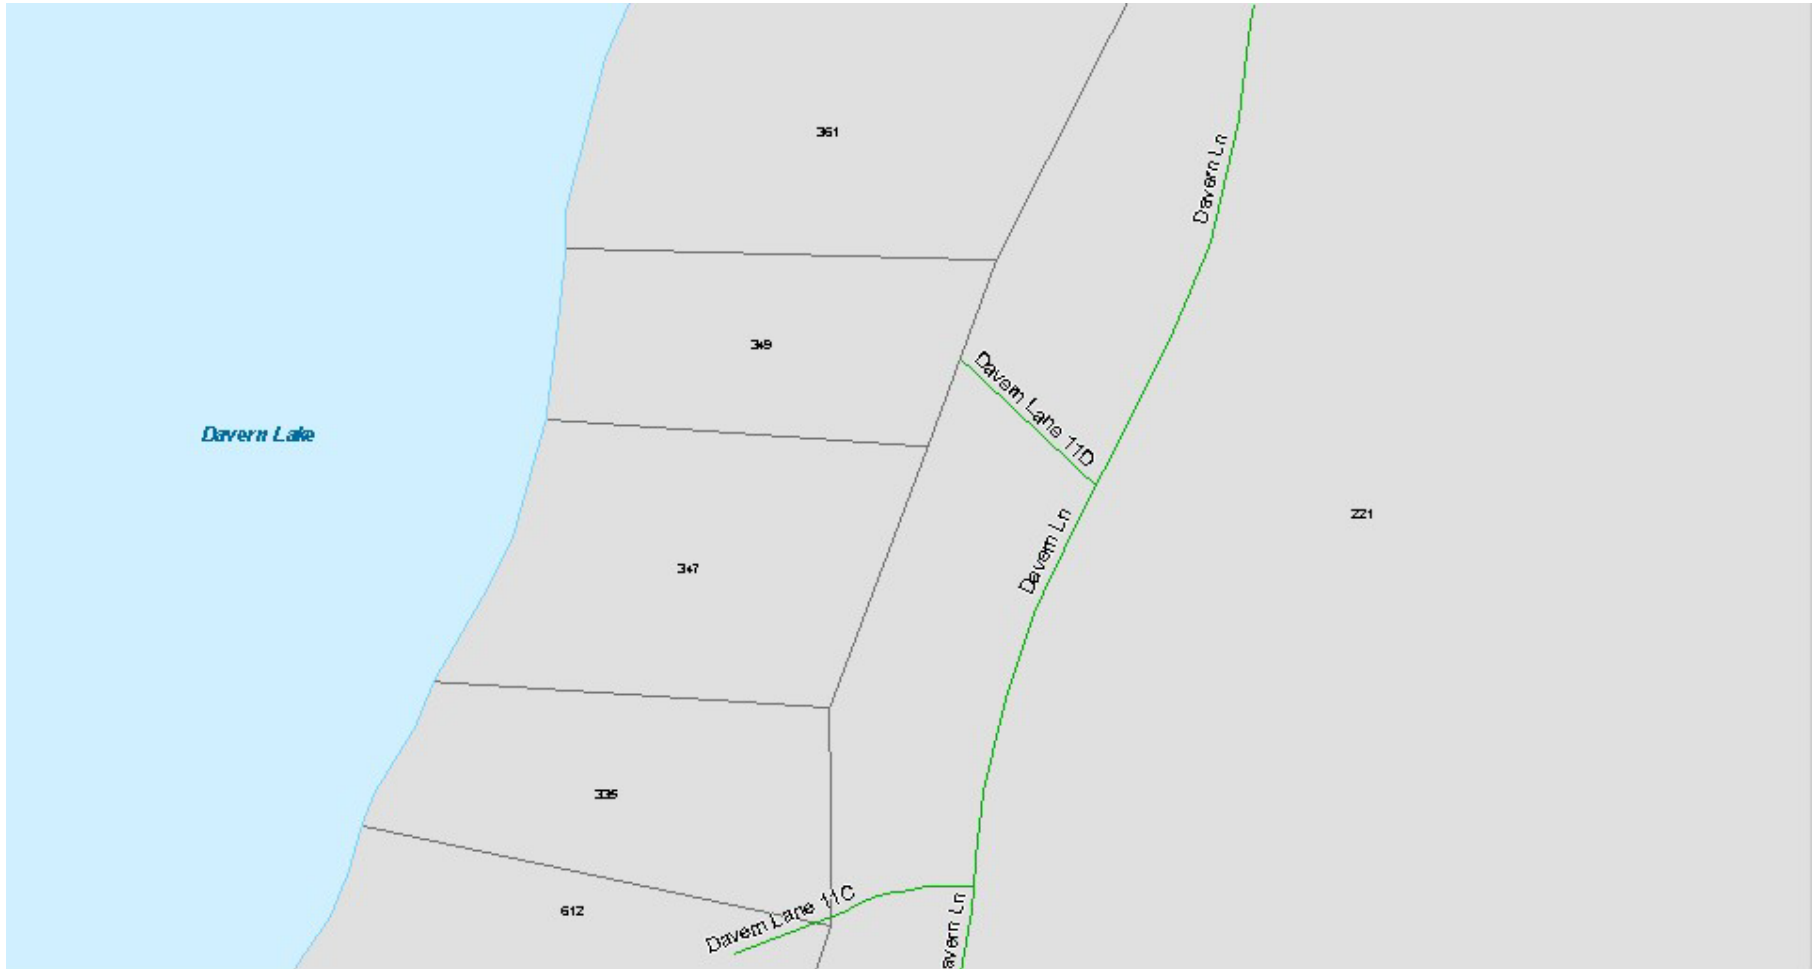 361
Davern Ln
349
Davern Lane 11D
Davern Lake
221
Davern Ln
347
335
Davern Lane 11C
612
avern Ln